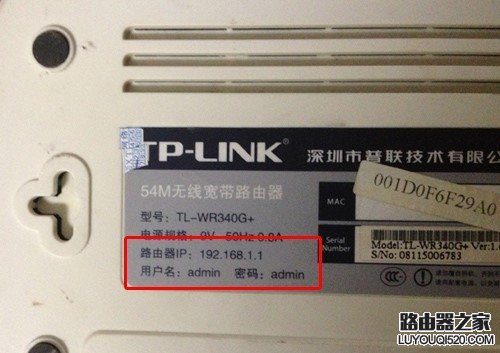 TP-LINK 深圳市普联技术有限公
54M无线宽带路由器
型号：TL-WR340G+
MAC
001D0F6F29A0
电源规格：9V~50Hz 0.8A
Serial Number
Model:TL-WR340G+ Ver:1.
S/No: 08115006783
路由器IP：192.168.1.1
用户名：admin 密码：admin
路由器之家
LUYOUQI520.COM